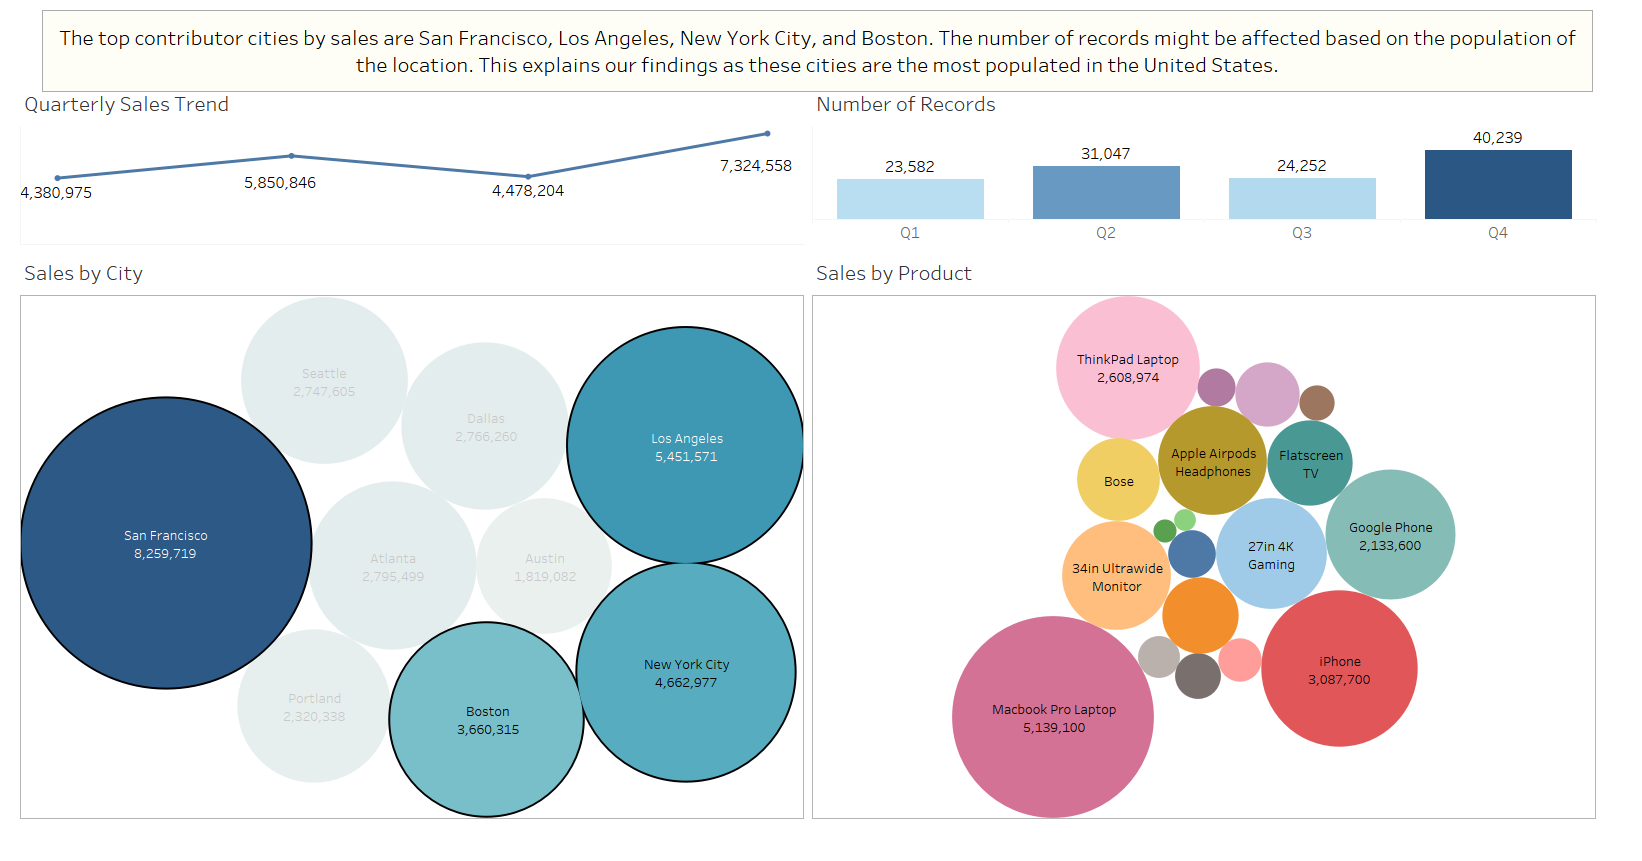 The top contributor cities by sales are San Francisco, Los Angeles, New York City, and Boston. The number of records might be affected based on the population of
the location. This explains our findings as these cities are the most populated in the United States.
Quarterly Sales Trend
4,380,975
5,850,846
4,478,204
7,324,558
Number of Records
23,582
31,047
24,252
40,239
Q1
Q2
Q3
Q4
Sales by City
Seattle
2,747,605
Dallas
2,766,260
Los Angeles
5,451,571
San Francisco
8,259,719
Atlanta
2,795,499
Austin
1,819,082
New York City
4,662,977
Portland
2,320,338
Boston
3,660,315
Sales by Product
ThinkPad Laptop
2,608,974
Apple Airpods
Headphones
Flatscreen
TV
Bose
Google Phone
2,133,600
27in 4K
Gaming
34in Ultrawide
Monitor
iPhone
3,087,700
Macbook Pro Laptop
5,139,100